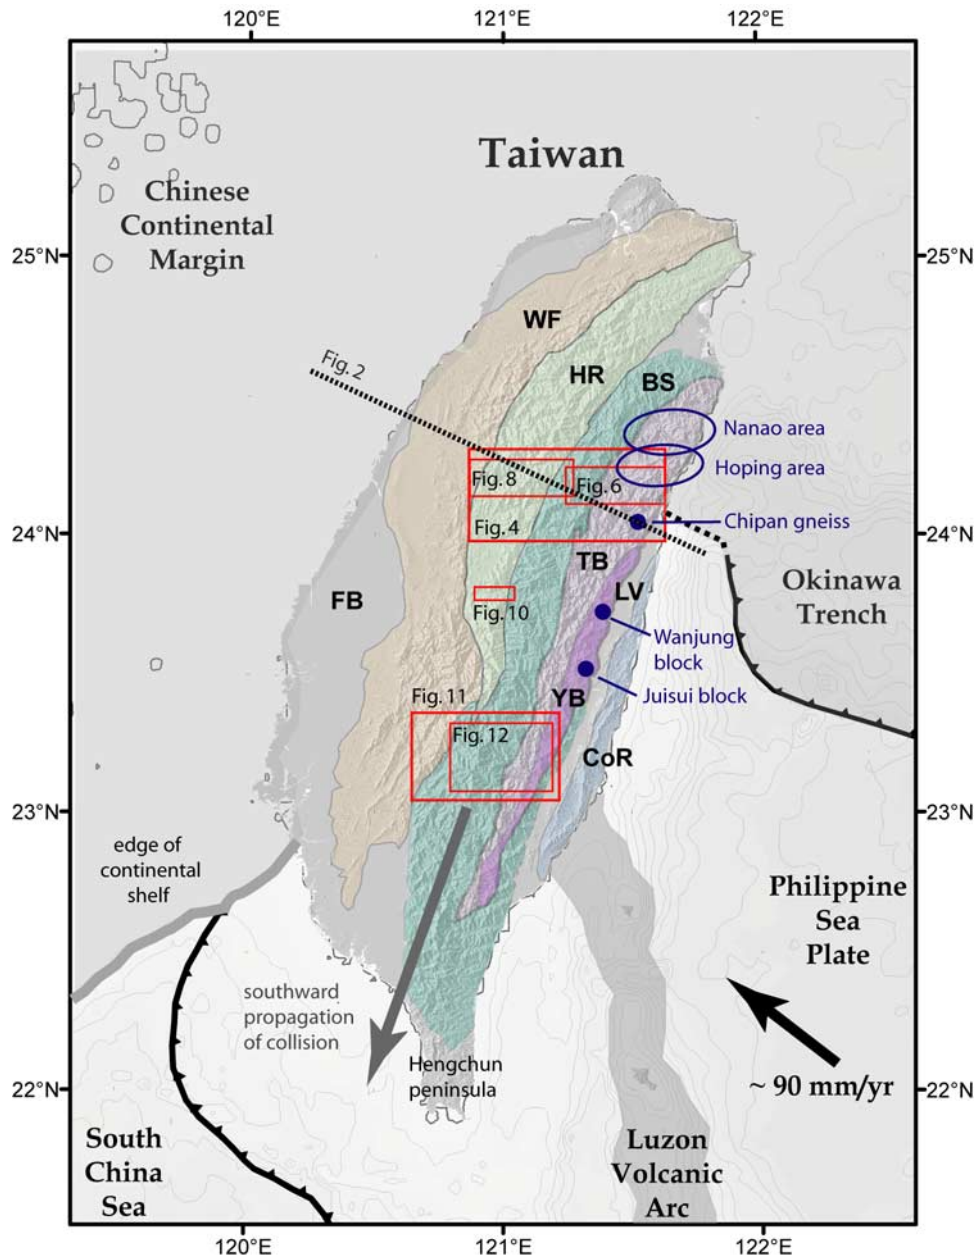 120°E
121°E
122°E
Taiwan
Chinese
Continental
Margin
25°N
25°N
WF
Fig. 2
HR
BS
Nanao area
Hoping area
Fig. 8
Fig. 6
Fig. 4
Chipan gneiss
24°N
24°N
TB
LV
Okinawa
Trench
FB
Fig. 10
Wanjung
block
Juisui block
Fig. 11
YB
Fig. 12
CoR
23°N
23°N
edge of
continental
shelf
Philippine
Sea
Plate
southward
propagation
of collision
Hengchun
peninsula
22°N
22°N
~ 90 mm/yr
South
China
Sea
Luzon
Volcanic
Arc
120°E
121°E
122°E